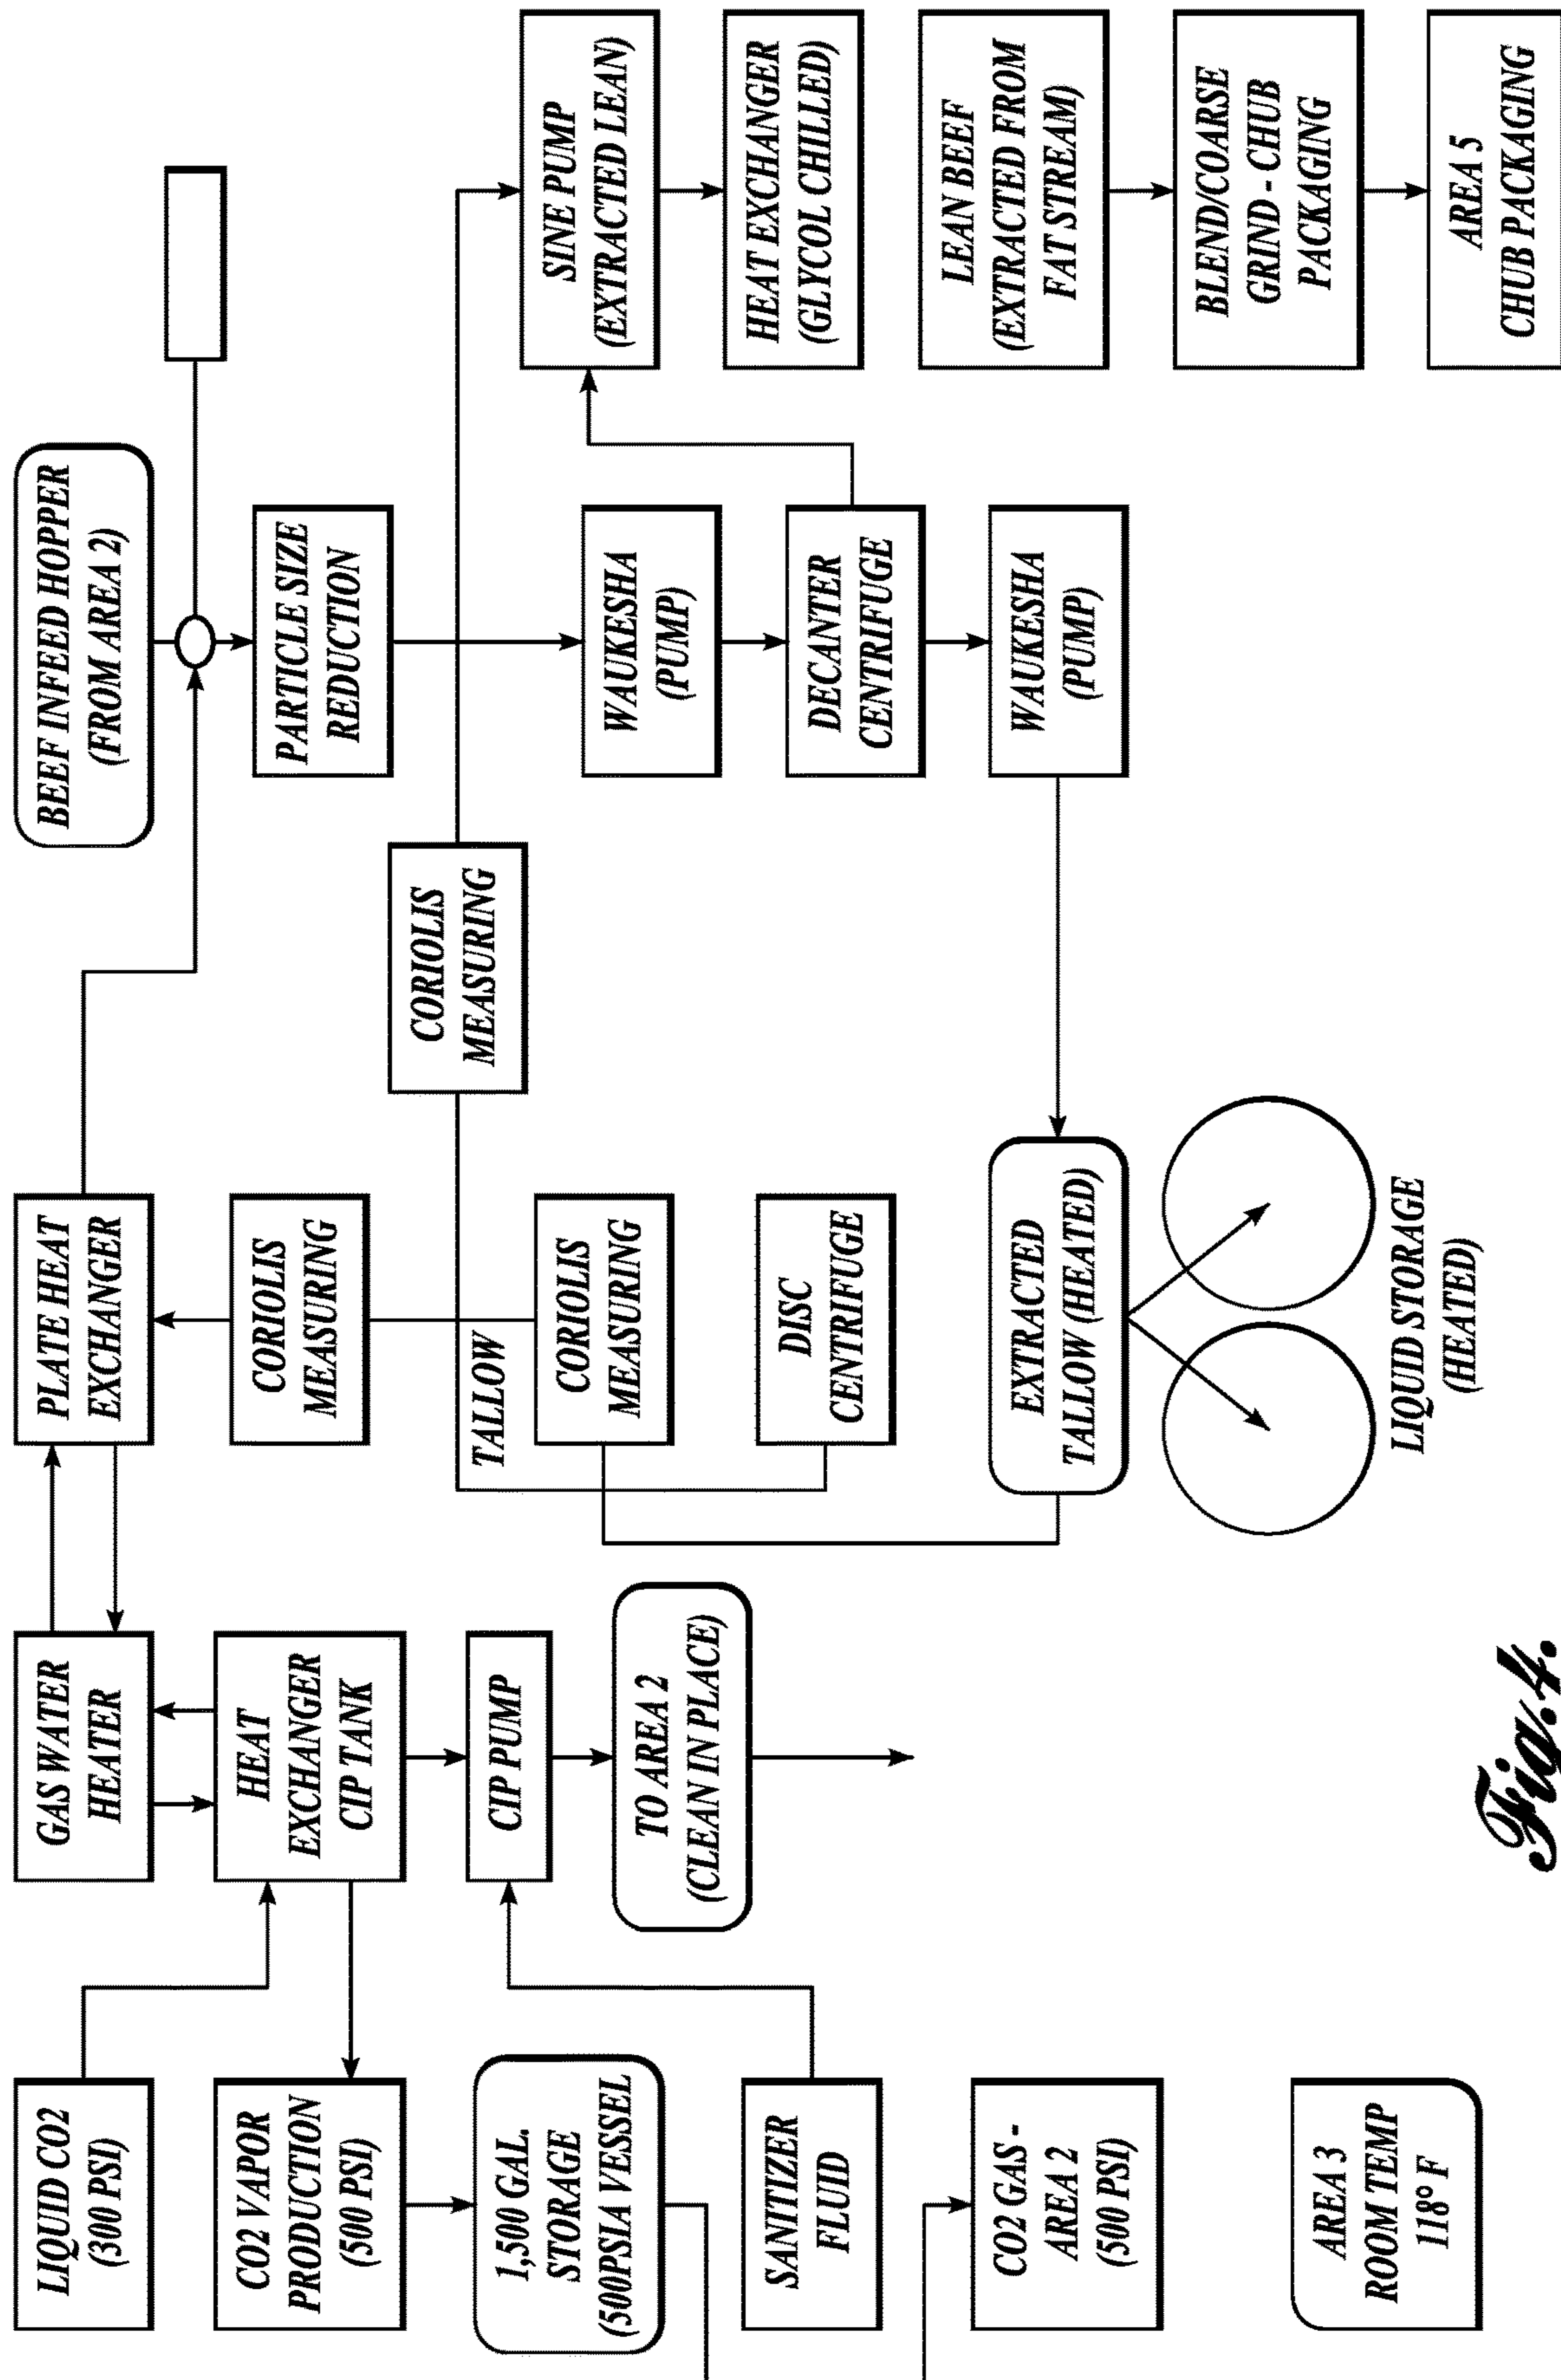 LIQUID CO2
(300 PSI)
CO2 VAPOR
PRODUCTION
(500 PSI)
1,500 GAL.
STORAGE
(500PSIA VESSEL
SANITIZER
FLUID
CO2 GAS -
AREA 2
(500 PSI)
AREA 3
ROOM TEMP
118° F
GAS WATER
HEATER
HEAT
EXCHANGER
CIP TANK
CIP PUMP
TO AREA 2
(CLEAN IN PLACE)
PLATE HEAT
EXCHANGER
CORIOLIS
MEASURING
TALLOW
CORIOLIS
MEASURING
DISC
CENTRIFUGE
EXTRACTED
TALLOW (HEATED)
LIQUID STORAGE
(HEATED)
CORIOLIS
MEASURING
BEEF INFEED HOPPER
(FROM AREA 2)
PARTICLE SIZE
REDUCTION
WAUKESHA
(PUMP)
DECANTER
CENTRIFUGE
WAUKESHA
(PUMP)
SINE PUMP
(EXTRACTED LEAN)
HEAT EXCHANGER
(GLYCOL CHILLED)
LEAN BEEF
(EXTRACTED FROM
FAT STREAM)
BLEND/COARSE
GRIND - CHUB
PACKAGING
AREA 5
CHUB PACKAGING
Fig.4.